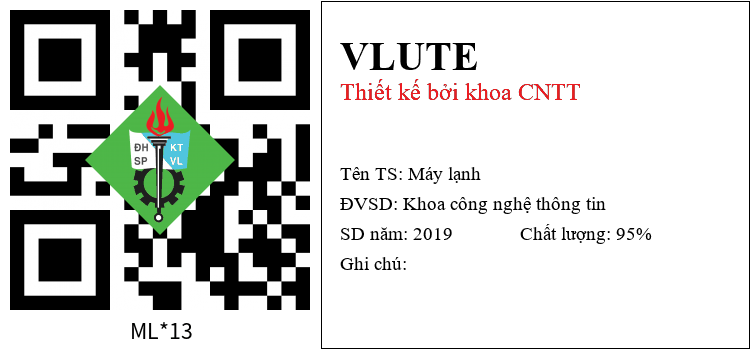 ĐH KT
SP VL
ML*13
VLUTE
Thiết kế bởi khoa CNTT
Tên TS: Máy lạnh
ĐVSD: Khoa công nghệ thông tin
SD năm: 2019 Chất lượng: 95%
Ghi chú: